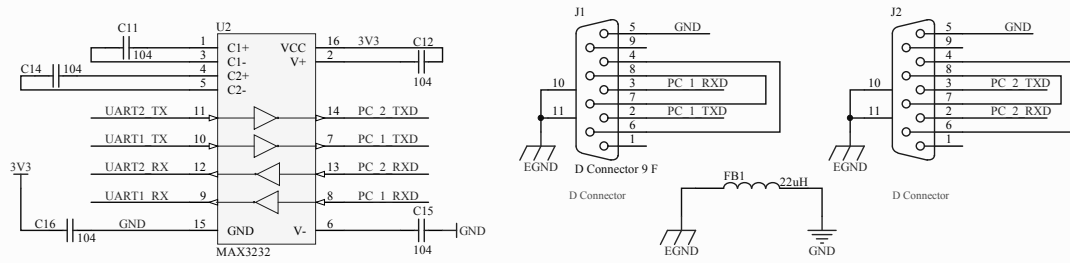 U2
C11
104
1
C1+
VCC
16
3V3
C12
3
C1-
V+
2
104
C14
104
4
C2+
5
C2-
UART2_TX
11
14
PC_2_TXD
UART1_TX
10
7
PC_1_TXD
UART2_RX
12
13
PC_2_RXD
UART1_RX
9
8
PC_1_RXD
3V3
C16
104
GND
15
GND
V-
6
C15
104
GND
MAX3232
J1
5
GND
9
4
8
3
PC_1_RXD
7
2
PC_1_TXD
6
1
10
11
EGND
D Connector 9 F
D Connector
J2
5
GND
9
4
8
3
PC_2_TXD
7
2
PC_2_RXD
6
1
10
11
EGND
D Connector
FB1
22uH
EGND
GND